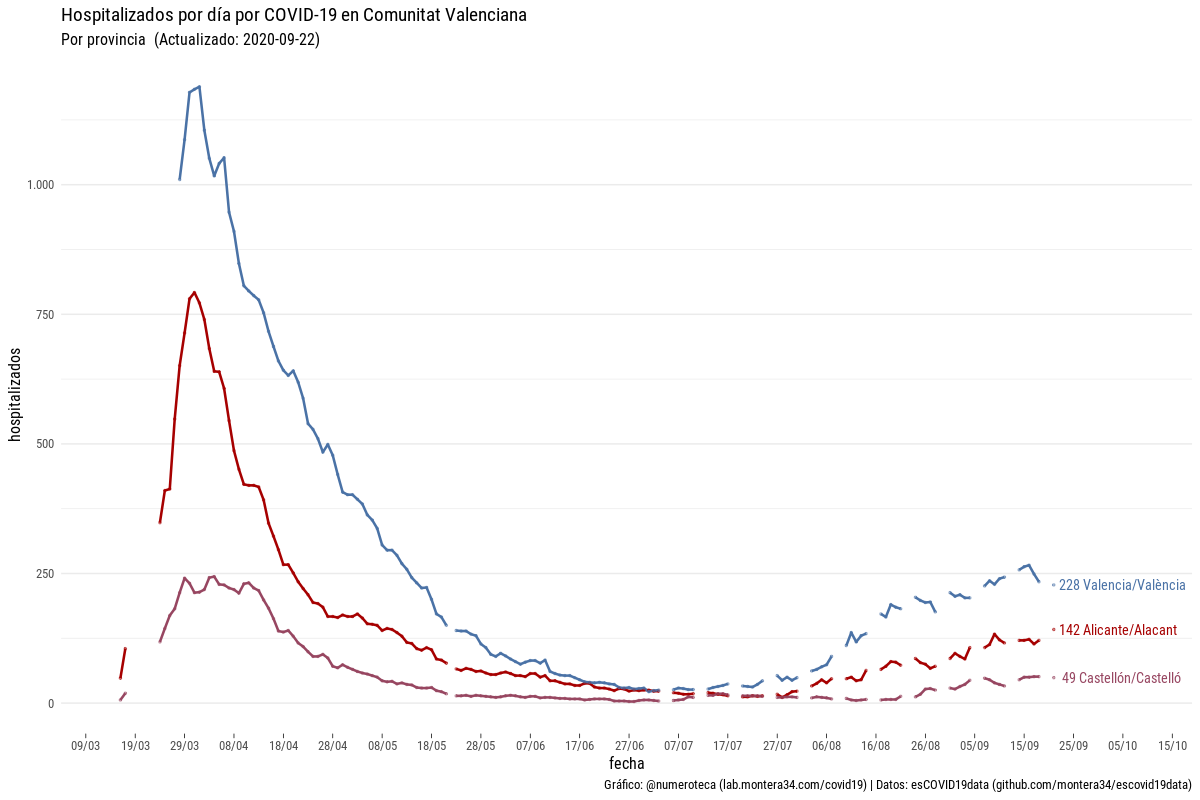 Hospitalizados por día por COVID-19 en Comunitat Valenciana
Por provincia  (Actualizado: 2020-09-22)
hospitalizados
1.000
750
500
250
0
228 Valencia/València
142 Alicante/Alacant
49 Castellón/Castelló
09/03 19/03 29/03 08/04 18/04 28/04 08/05 18/05 28/05 07/06 17/06 27/06 07/07 17/07 27/07 06/08 16/08 26/08 05/09 15/09 25/09 05/10 15/10
fecha
Gráfico: @numeroteca (lab.montera34.com/covid19) | Datos: esCOVID19data (github.com/montera34/escovid19data)